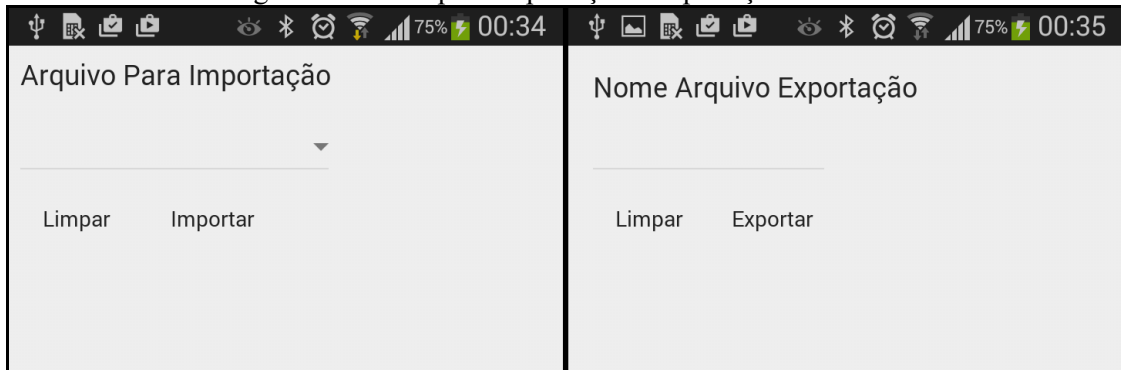 75% 00:34
Arquivo Para Importação
Limpar Importar
75% 00:35
Nome Arquivo Exportação
Limpar Exportar